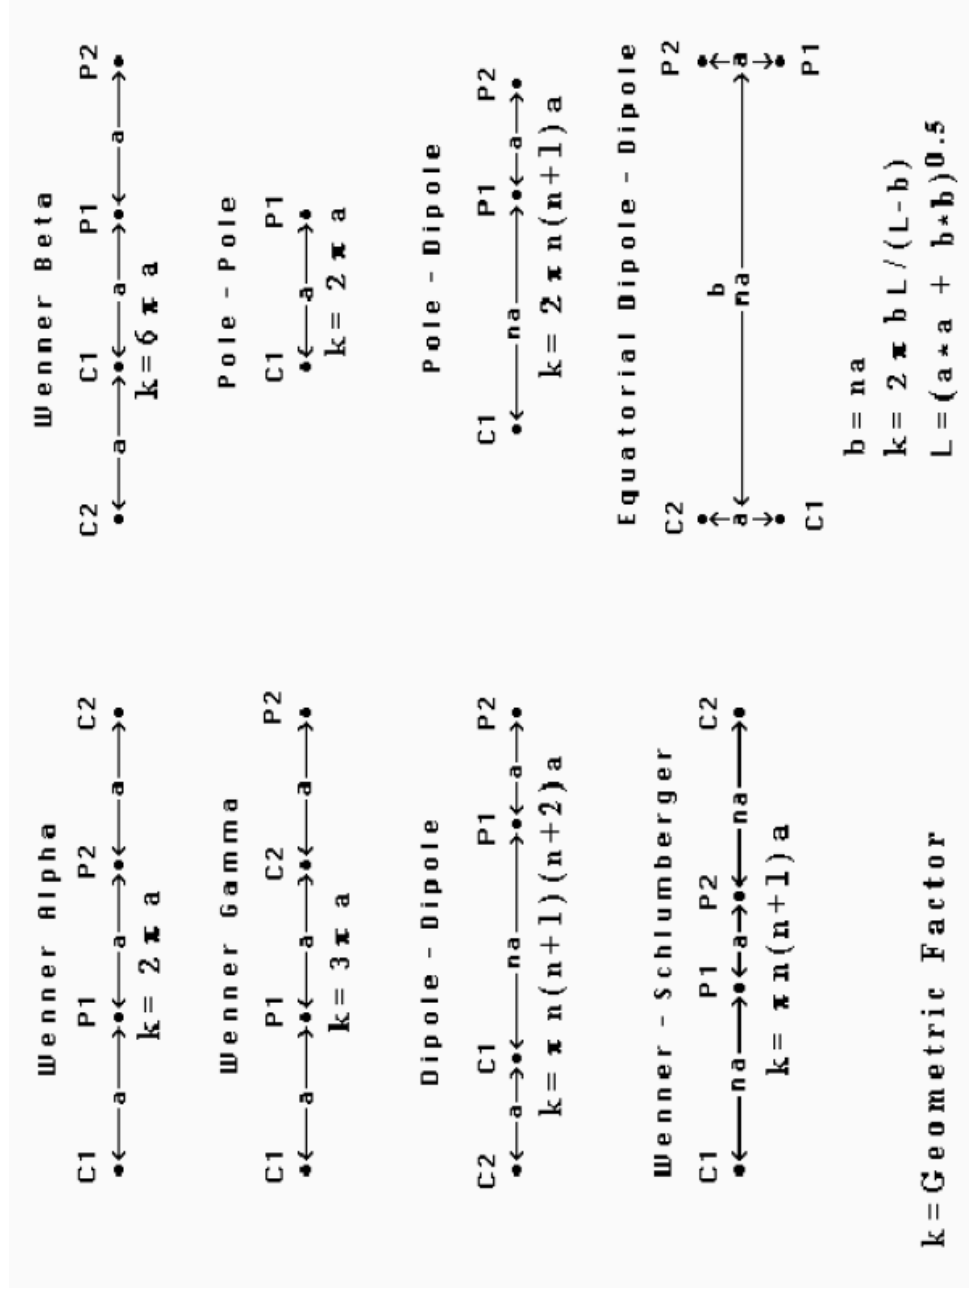 Wenner Alpha
C1 P1 P2 C2
a a a
k= 2 π a
Wenner Beta
C2 C1 P1 P2
a a a
k=6 π a
Wenner Gamma
C1 P1 C2 P2
a a a
k= 3 π a
Pole - Pole
C1 P1
a
k= 2 π a
Dipole - Dipole
C2 C1 P1 P2
a na a
k= π n(n+1)(n+2)a
Pole - Dipole
C1 P1 P2
na a
k= 2 π n(n+1)a
Wenner - Schlumberger
C1 P1 P2 C2
na a na
k= π n(n+1)a
Equatorial Dipole - Dipole
C2 P2
b
a na a
C1 P1
b= na
k= 2 π b L /(L-b)
L=(a*a + b*b)0.5
k=Geometric Factor